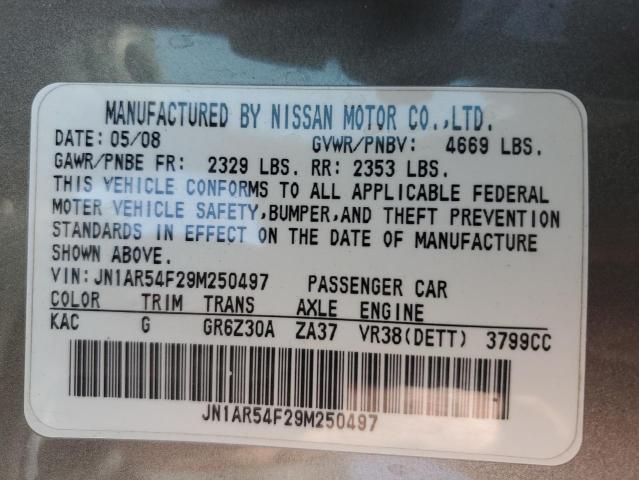 MANUFACTURED BY NISSAN MOTOR CO.,LTD.
DATE: 05/08 GVWR/PNBV: 4669 LBS.
GAWR/PNBE FR: 2329 LBS. RR: 2353 LBS.
THIS VEHICLE CONFORMS TO ALL APPLICABLE FEDERAL
MOTER VEHICLE SAFETY,BUMPER,AND THEFT PREVENTION
STANDARDS IN EFFECT ON THE DATE OF MANUFACTURE
SHOWN ABOVE.
VIN: JN1AR54F29M250497 PASSENGER CAR
COLOR TRIM TRANS AXLE ENGINE
KAC G GR6Z30A ZA37 VR38(DETT) 3799CC
JN1AR54F29M250497